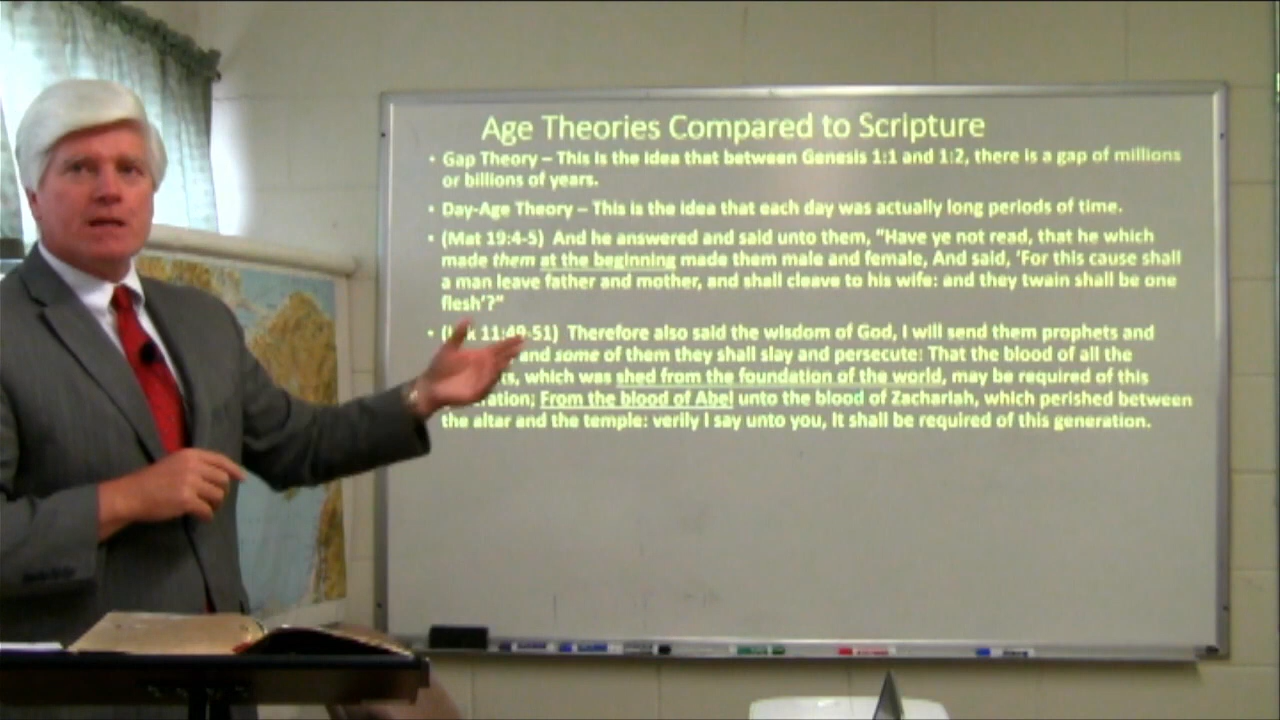 Age Theories Compared to Scripture
• Gap Theory – This is the idea that between Genesis 1:1 and 1:2, there is a gap of millions
or billions of years.
• Day-Age Theory – This is the idea that each day was actually long periods of time.
• (Mat 19:4-5) And he answered and said unto them, "Have ye not read, that he which
made them at the beginning made them male and female, And said, 'For this cause shall
a man leave father and mother, and shall cleave to his wife: and they twain shall be one
flesh'?"
• 11:49-51) Therefore also said the wisdom of God, I will send them prophets and
and some of them they shall slay and persecute: That the blood of all the
which was shed from the foundation of the world, may be required of this
From the blood of Abel unto the blood of Zachariah, which perished between
the altar and the temple: verily I say unto you, It shall be required of this generation.